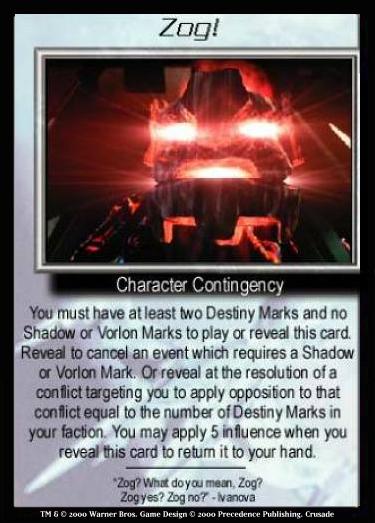 Zog!
Character Contingency
You must have at least two Destiny Marks and no
Shadow or Vorlon Marks to play or reveal this card.
Reveal to cancel an event which requires a Shadow
or Vorlon Mark. Or reveal at the resolution of a
conflict targeting you to apply opposition to that
conflict equal to the number of Destiny Marks in
your faction. You may apply 5 influence when you
reveal this card to return it to your hand.
"Zog? What do you mean, Zog?
Zog yes? Zog no?" - Ivanova
TM & © 2000 Warner Bros. Game Design © 2000 Precedence Publishing. Crusade